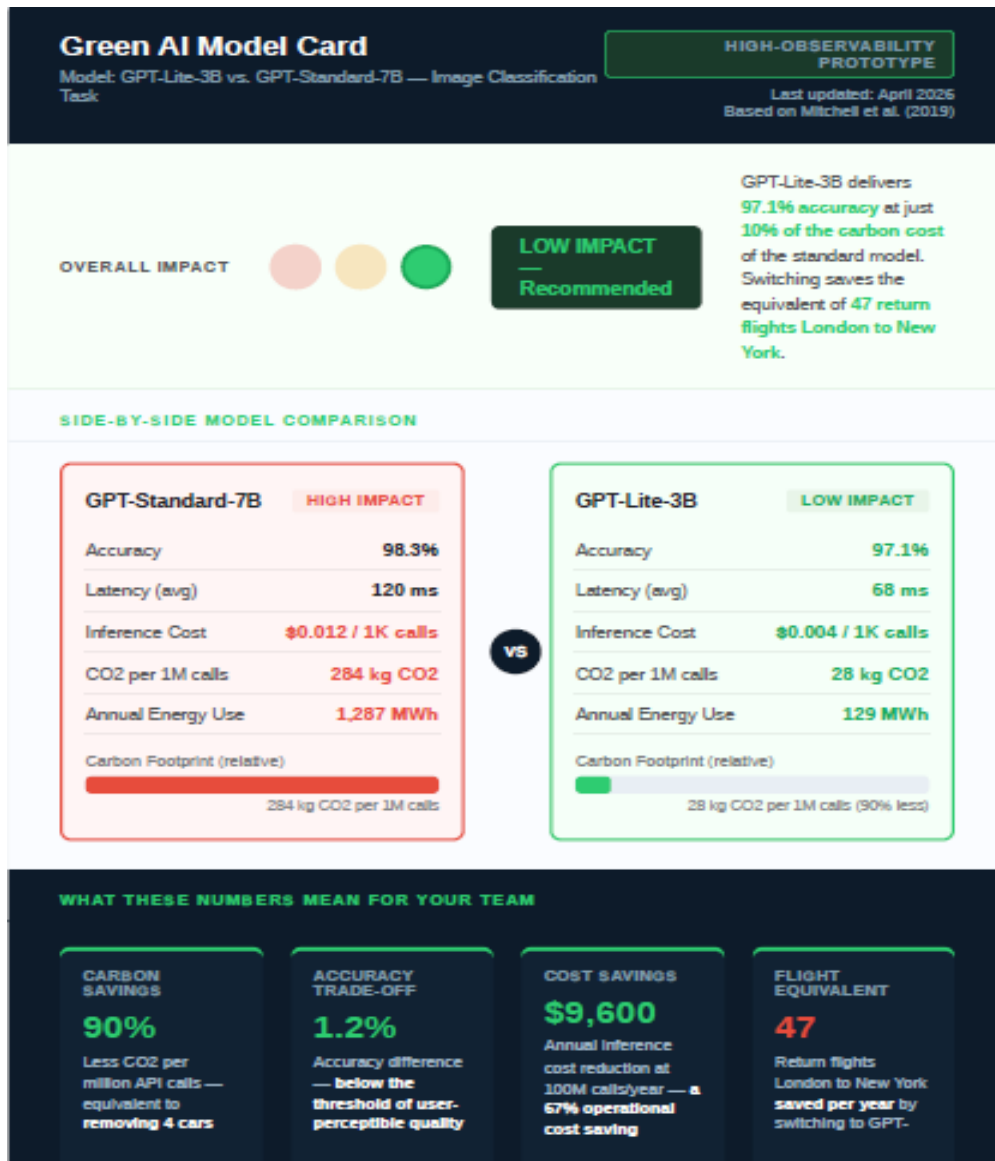 Green AI Model Card
Model: GPT-Lite-3B vs. GPT-Standard-7B — Image Classification
Task
HIGH-OBSERVABILITY
PROTOTYPE
Last updated: April 2026
Based on Mitchell et al. (2019)
OVERALL IMPACT
LOW IMPACT
—
Recommended
GPT-Lite-3B delivers
97.1% accuracy at just
10% of the carbon cost
of the standard model.
Switching saves the
equivalent of 47 return
flights London to New
York.
SIDE-BY-SIDE MODEL COMPARISON
GPT-Standard-7B HIGH IMPACT
Accuracy 98.3%
Latency (avg) 120 ms
Inference Cost $0.012 / 1K calls
CO2 per 1M calls 284 kg CO2
Annual Energy Use 1,287 MWh
Carbon Footprint (relative)
284 kg CO2 per 1M calls
VS
GPT-Lite-3B LOW IMPACT
Accuracy 97.1%
Latency (avg) 68 ms
Inference Cost $0.004 / 1K calls
CO2 per 1M calls 28 kg CO2
Annual Energy Use 129 MWh
Carbon Footprint (relative)
28 kg CO2 per 1M calls (90% less)
WHAT THESE NUMBERS MEAN FOR YOUR TEAM
CARBON
SAVINGS
90%
Less CO2 per
million API calls —
equivalent to
removing 4 cars
ACCURACY
TRADE-OFF
1.2%
Accuracy difference
— below the
threshold of user-
perceptible quality
COST SAVINGS
$9,600
Annual inference
cost reduction at
100M calls/year — a
67% operational
cost saving
FLIGHT
EQUIVALENT
47
Return flights
London to New York
saved per year by
switching to GPT-